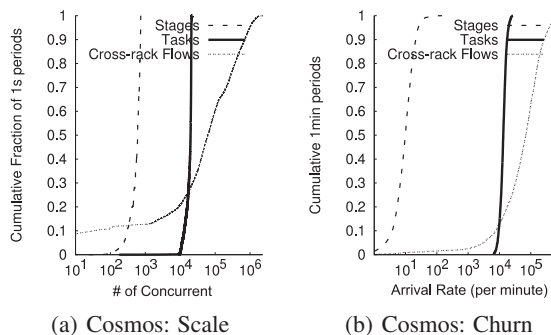 Cumulative Fraction of 1s periods
1
0.9
0.8
0.7
0.6
0.5
0.4
0.3
0.2
0.1
0
Stages
Tasks
Cross-rack Flows
10^1 10^2 10^3 10^4 10^5 10^6
# of Concurrent
(a) Cosmos: Scale
Cumulative 1min periods
1
0.9
0.8
0.7
0.6
0.5
0.4
0.3
0.2
0.1
0
Stages
Tasks
Cross-rack Flows
10^1 10^2 10^3 10^4 10^5
Arrival Rate (per minute)
(b) Cosmos: Churn